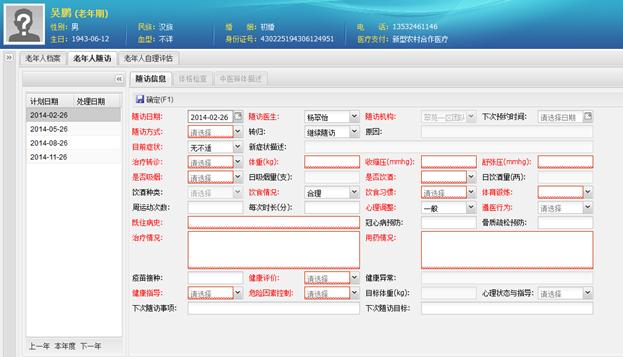 吴鹏 (老年期)
性别: 男 民族: 汉族 婚 姻: 初婚 电 话: 13532461146
生日: 1943-06-12 血型: 不详 身份证号: 430225194306124951 医疗支付: 新型农村合作医疗
老年人档案 老年人随访 老年人自理评估
计划日期 处理日期
2014-02-26
2014-05-26
2014-08-26
2014-11-26
上一年 本年度 下一年
随访信息 体格检查 中医辩体描述
确定(F1)
随访日期: 2014-02-26 随访医生: 杨翠怡 随访机构: 翠苑一区团队 下次预约时间: 请选择日期
随访方式: 请选择 转归: 继续随访 原因:
目前症状: 无不适 新症状描述:
治疗转诊: 请选择 体重(kg): 收缩压(mmhg): 舒张压(mmhg):
是否吸烟: 请选择 日吸烟量(支): 是否饮酒: 请选择 日饮酒量(两):
饮酒种类: 请选择 饮食情况: 合理 饮食习惯: 请选择 体育锻炼: 请选择
周运动次数: 每次时长(分): 心理调整: 一般 遵医行为: 请选择
既往病史: 冠心病预防: 骨质疏松预防:
治疗情况: 用药情况:
疫苗接种: 健康评价: 请选择 健康异常:
健康指导: 请选择 危险因素控制: 请选择 目标体重(kg): 心理状态与指导: 请选择
下次随访事项: 下次随访目标: